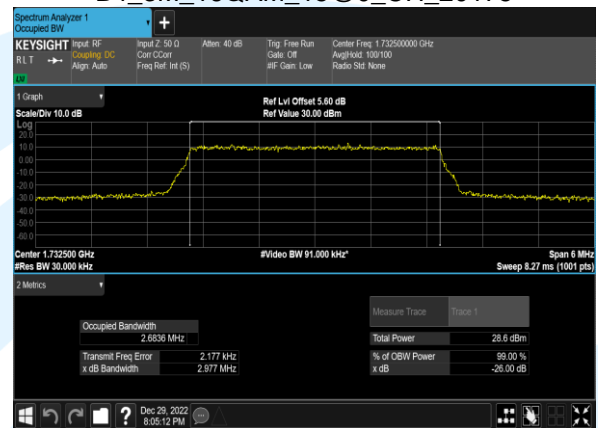 Spectrum Analyzer 1
Occupied BW
KEYSIGHT
RLT
LXI
Input: RF
Coupling: DC
Align: Auto
Input Z: 50 Ω
Corr CCorr
Freq Ref: Int (S)
Atten: 40 dB
Trig: Free Run
Gate: Off
#IF Gain: Low
Center Freq: 1.732500000 GHz
Avg|Hold: 100/100
Radio Std: None
1 Graph
Scale/Div 10.0 dB
Ref Lvl Offset 5.60 dB
Ref Value 30.00 dBm
Log
20.0
10.0
0.00
-10.0
-20.0
-30.0
-40.0
-50.0
-60.0
Center 1.732500 GHz
#Res BW 30.000 kHz
#Video BW 91.000 kHz*
Span 6 MHz
Sweep 8.27 ms (1001 pts)
2 Metrics
Measure Trace Trace 1
Occupied Bandwidth
2.6836 MHz
Total Power 28.6 dBm
Transmit Freq Error 2.177 kHz
x dB Bandwidth 2.977 MHz
% of OBW Power 99.00 %
x dB -26.00 dB
?
Dec 29, 2022
8:05:12 PM